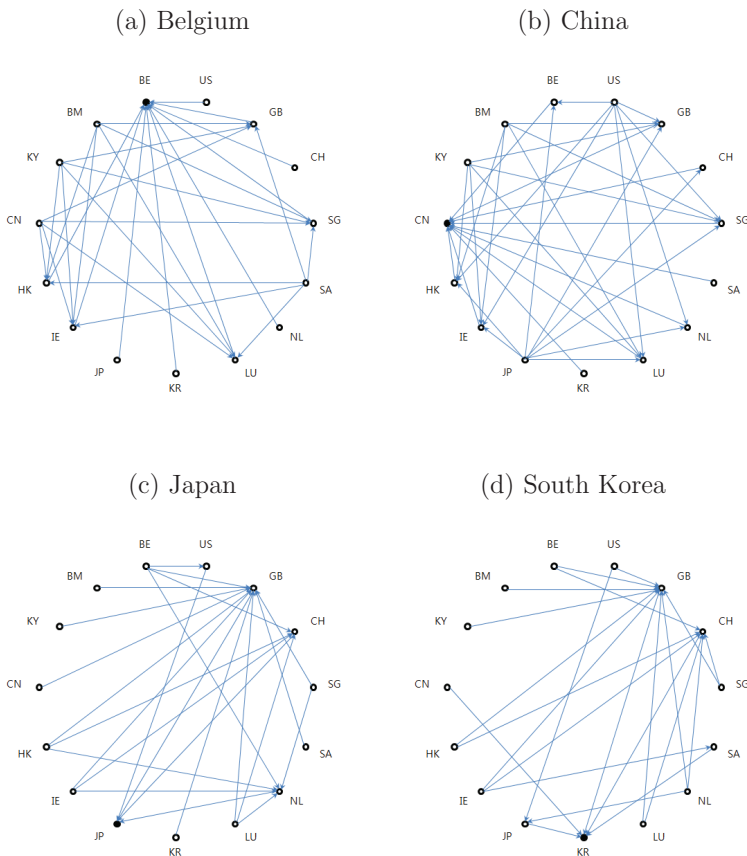 (a) Belgium
(b) China
BE
US
BM
GB
KY
CH
CN
SG
HK
SA
IE
NL
JP
LU
KR
BE
US
BM
GB
KY
CH
CN
SG
HK
SA
IE
NL
JP
LU
KR
(c) Japan
(d) South Korea
BE
US
BM
GB
KY
CH
CN
SG
HK
SA
IE
NL
JP
LU
KR
BE
US
BM
GB
KY
CH
CN
SG
HK
SA
IE
NL
JP
LU
KR